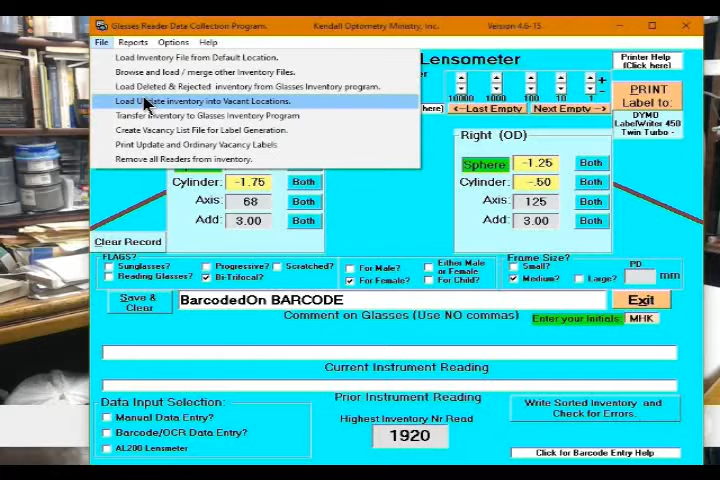 Glasses Reader Data Collection Program. Kendall Optometry Ministry, Inc. Version 4.6-15
File Reports Options Help
Load Inventory File from Default Location.
Browse and load / merge other Inventory Files.
Load Deleted & Rejected inventory from Glasses Inventory program.
Load Update inventory into Vacant Locations.
Transfer Inventory to Glasses Inventory Program
Create Vacancy List File for Label Generation.
Print Update and Ordinary Vacancy Labels
Remove all Readers from inventory.
Lensometer
Printer Help
(Click Here)
10000 1000 100 10 1
+
-
PRINT
Label to:
DYMO
LabelWriter 450
Twin Turbo -
here)
<--Last Empty
Next Empty-->
Right (OD)
Sphere: -1.25 Both
Cylinder: -1.75 Both
Cylinder: -.50 Both
Axis: 68 Both
Axis: 125 Both
Add: 3.00 Both
Add: 3.00 Both
Clear Record
FLAGS?
Sunglasses?
Progressive?
Scratched?
Reading Glasses?
Bi-Trifocal?
For Male?
Either Male
or Female
For Female?
For Child?
Frame Size?
Small?
Medium?
Large?
PD
mm
Save &
Clear
BarcodedOn BARCODE
Exit
Comment on Glasses (Use NO commas)
Enter your Initials: MHK
Current Instrument Reading
Data Input Selection:
Manual Data Entry?
Barcode/OCR Data Entry?
AL200 Lensmeter
Prior Instrument Reading
Highest Inventory Nr Read
1920
Write Sorted Inventory and
Check for Errors.
Click for Barcode Entry Help